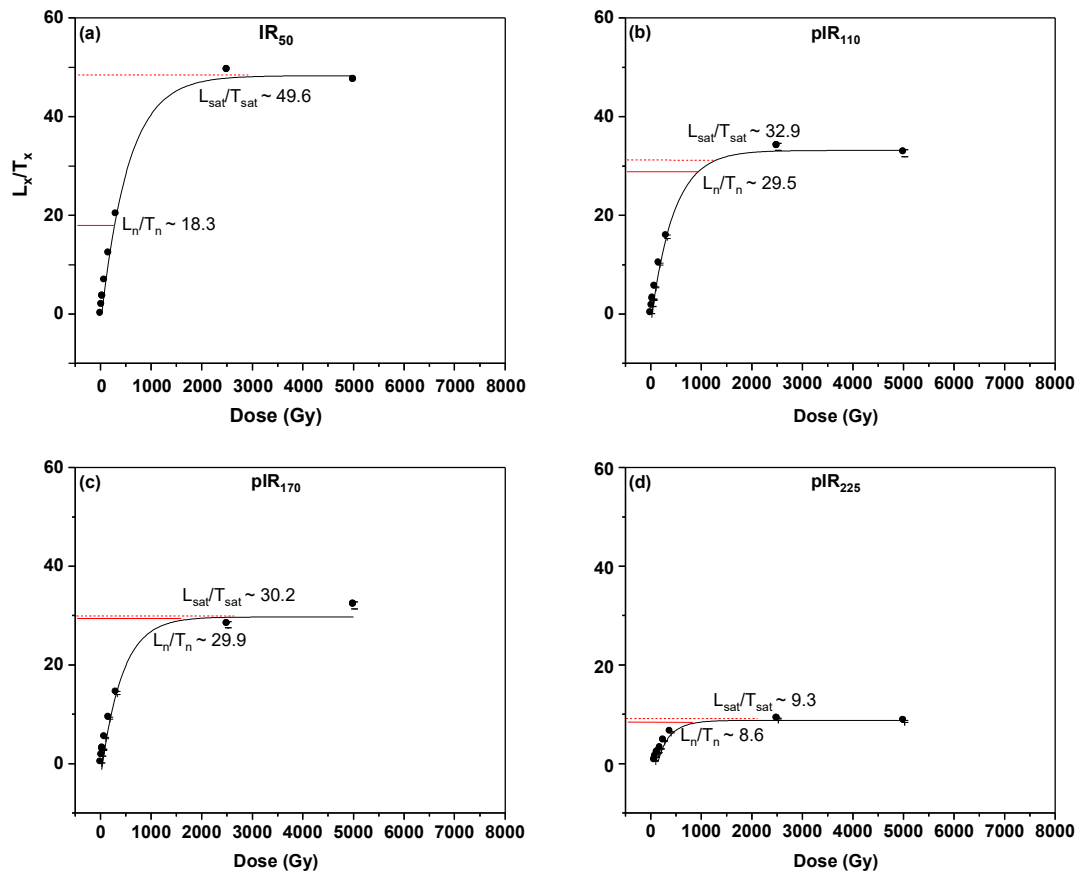 (a) IR50
60
40
20
0
Lx/Tx
Lsat/Tsat ~ 49.6
Ln/Tn ~ 18.3
0 1000 2000 3000 4000 5000 6000 7000 8000
Dose (Gy)
(b) pIR110
60
40
20
0
Lsat/Tsat ~ 32.9
Ln/Tn ~ 29.5
0 1000 2000 3000 4000 5000 6000 7000 8000
Dose (Gy)
(c) pIR170
60
40
20
0
Lsat/Tsat ~ 30.2
Ln/Tn ~ 29.9
0 1000 2000 3000 4000 5000 6000 7000 8000
Dose (Gy)
(d) pIR225
60
40
20
0
Lsat/Tsat ~ 9.3
Ln/Tn ~ 8.6
0 1000 2000 3000 4000 5000 6000 7000 8000
Dose (Gy)